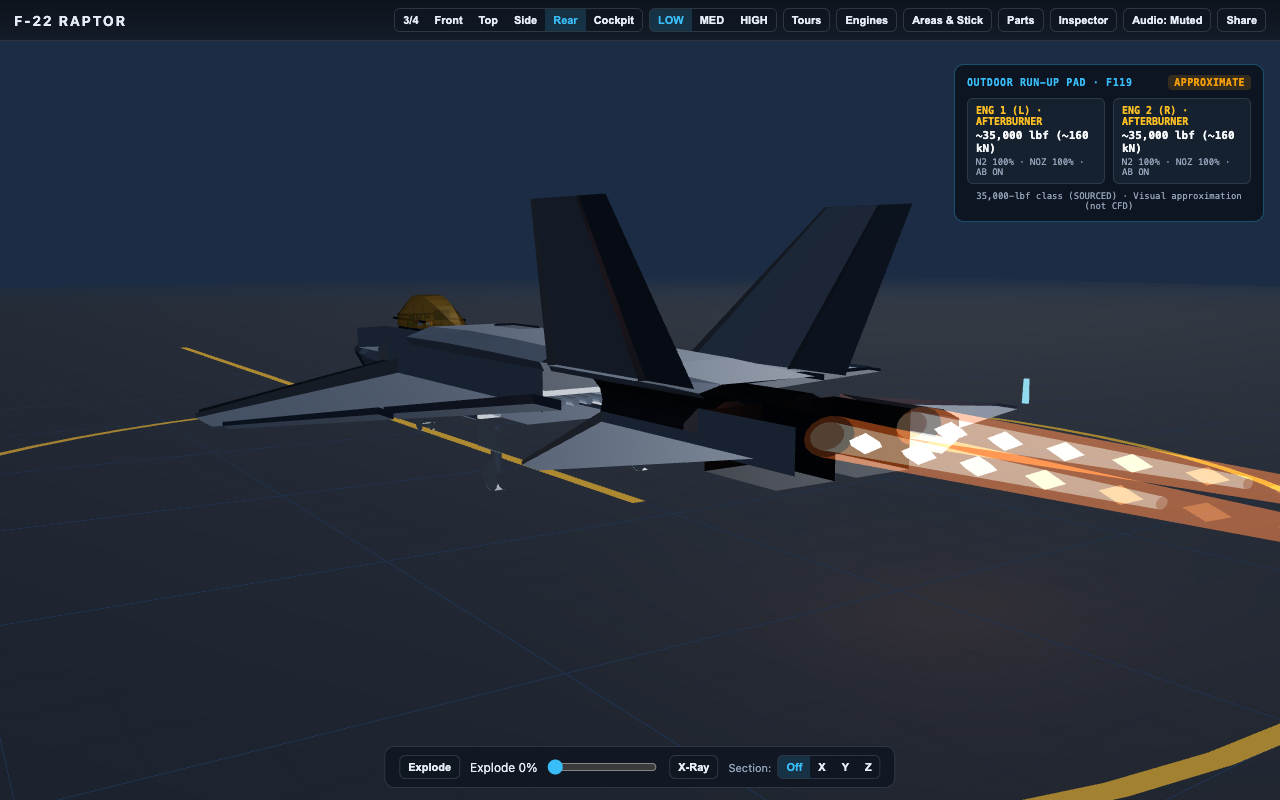 F-22 RAPTOR
3/4 Front Top Side Rear Cockpit LOW MED HIGH Tours Engines Areas & Stick Parts Inspector Audio: Muted Share
OUTDOOR RUN-UP PAD · F119 APPROXIMATE
ENG 1 (L) ·
AFTERBURNER
~35,000 lbf (~160
kN)
N2 100% · NOZ 100% ·
AB ON
ENG 2 (R) ·
AFTERBURNER
~35,000 lbf (~160
kN)
N2 100% · NOZ 100% ·
AB ON
35,000-lbf class (SOURCED) · Visual approximation
(not CFD)
Explode Explode 0% X-Ray Section: Off X Y Z